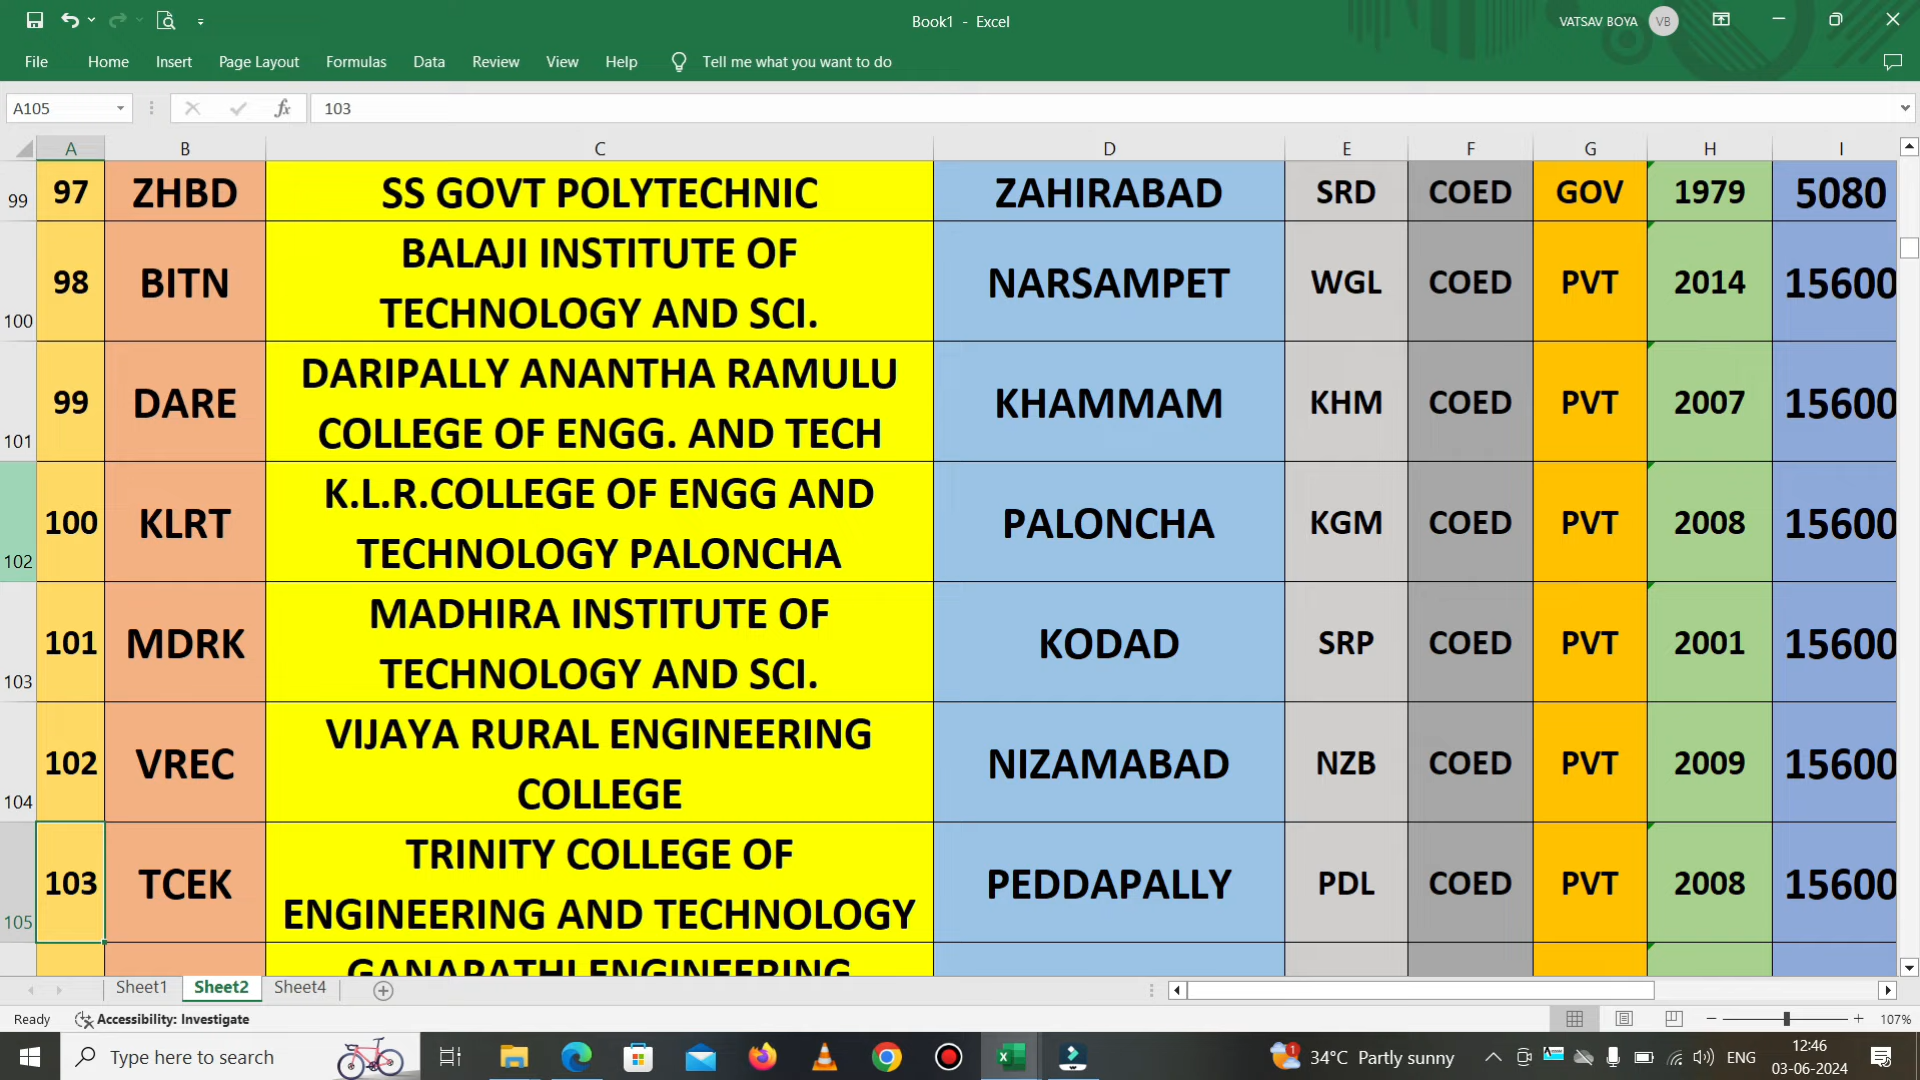 Book1 - Excel
VATSAV BOYA
VB
File Home Insert Page Layout Formulas Data Review View Help Tell me what you want to do
A105 fx 103
A B C D E F G H I
99 97 ZHBD SS GOVT POLYTECHNIC ZAHIRABAD SRD COED GOV 1979 5080
100 98 BITN BALAJI INSTITUTE OF
TECHNOLOGY AND SCI. NARSAMPET WGL COED PVT 2014 15600
101 99 DARE DARIPALLY ANANTHA RAMULU
COLLEGE OF ENGG. AND TECH KHAMMAM KHM COED PVT 2007 15600
102 100 KLRT K.L.R.COLLEGE OF ENGG AND
TECHNOLOGY PALONCHA PALONCHA KGM COED PVT 2008 15600
103 101 MDRK MADHIRA INSTITUTE OF
TECHNOLOGY AND SCI. KODAD SRP COED PVT 2001 15600
104 102 VREC VIJAYA RURAL ENGINEERING
COLLEGE NIZAMABAD NZB COED PVT 2009 15600
105 103 TCEK TRINITY COLLEGE OF
ENGINEERING AND TECHNOLOGY PEDDAPALLY PDL COED PVT 2008 15600
GANAPATHI ENGINEERING
Sheet1 Sheet2 Sheet4
Ready Accessibility: Investigate 107%
Type here to search 1 34°C Partly sunny ENG 12:46
03-06-2024